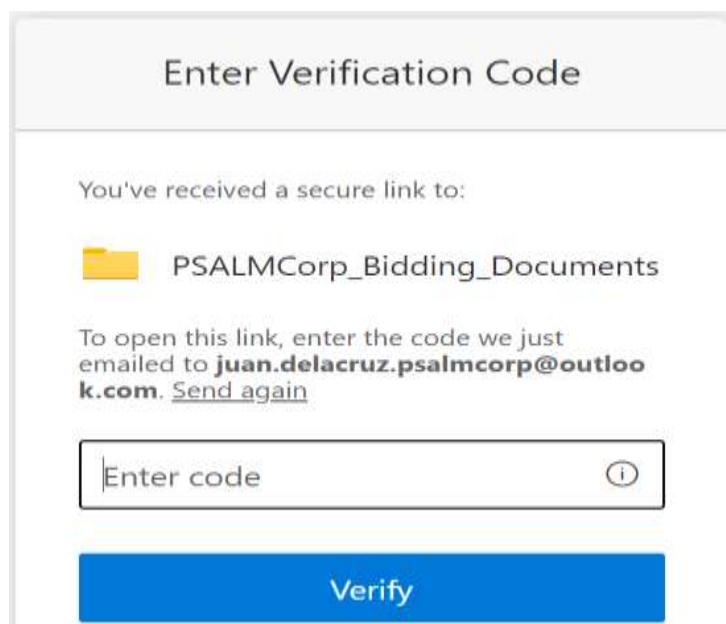 Enter Verification Code
You've received a secure link to:
PSALMCorp_Bidding_Documents
To open this link, enter the code we just
emailed to juan.delacruz.psalmcorp@outloo
k.com. Send again
Enter code
Verify